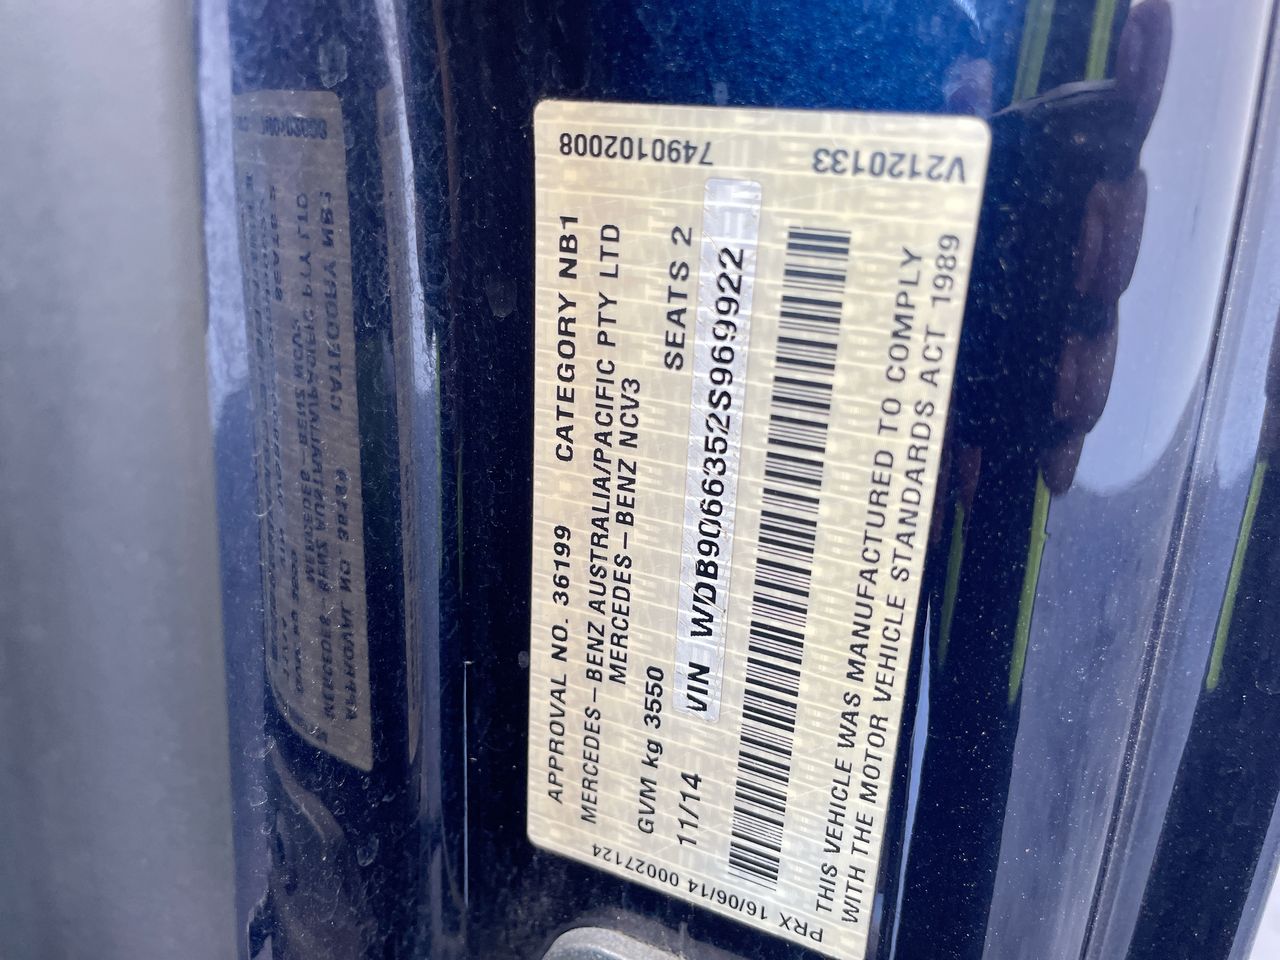 APPROVAL NO. 36199 CATEGORY NB1
MERCEDES – BENZ AUSTRALIA/PACIFIC PTY LTD
MERCEDES – BENZ NCV3
GVM kg 3550 SEATS 2
11/14 VIN WDB9066352S969922
THIS VEHICLE WAS MANUFACTURED TO COMPLY
WITH THE MOTOR VEHICLE STANDARDS ACT 1989
7490102008
V2120133
PRX 16/06/14 00027124